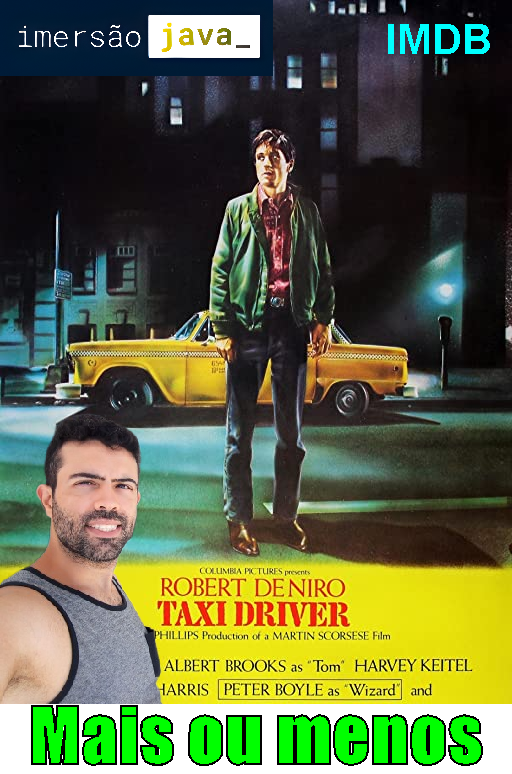 imersão java_
IMDB
COLUMBIA PICTURES presents
ROBERT DE NIRO
TAXI DRIVER
PHILLIPS Production of a MARTIN SCORSESE Film
ALBERT BROOKS as "Tom" HARVEY KEITEL
HARRIS PETER BOYLE as "Wizard" and
Mais ou menos